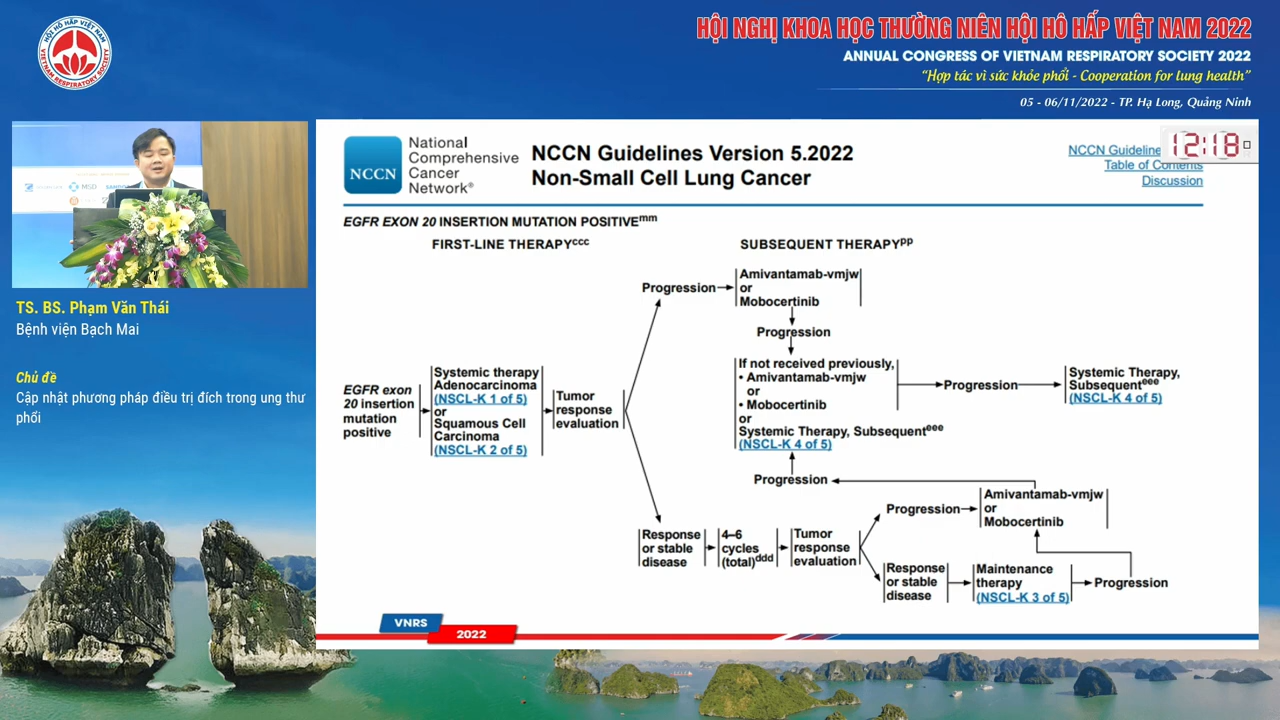 HỘI HÔ HẤP VIỆT NAM
VIETNAM RESPIRATORY SOCIETY
HỘI NGHỊ KHOA HỌC THƯỜNG NIÊN HỘI HÔ HẤP VIỆT NAM 2022
ANNUAL CONGRESS OF VIETNAM RESPIRATORY SOCIETY 2022
“Hợp tác vì sức khỏe phổi - Cooperation for lung health”
05 - 06/11/2022 - TP. Hạ Long, Quảng Ninh
MSD
TS. BS. Phạm Văn Thái
Bệnh viện Bạch Mai
Chủ đề
Cập nhật phương pháp điều trị đích trong ung thư
phổi
NCCN
National
Comprehensive
Cancer
Network®
NCCN Guidelines Version 5.2022
Non-Small Cell Lung Cancer
NCCN Guideline
Table of Contents
Discussion
12:18
EGFR EXON 20 INSERTION MUTATION POSITIVEmm
FIRST-LINE THERAPYccc
SUBSEQUENT THERAPYpp
EGFR exon
20 insertion
mutation
positive
Systemic therapy
Adenocarcinoma
(NSCL-K 1 of 5)
or
Squamous Cell
Carcinoma
(NSCL-K 2 of 5)
Tumor
response
evaluation
Progression
Amivantamab-vmjw
or
Mobocertinib
Progression
If not received previously,
• Amivantamab-vmjw
or
• Mobocertinib
or
Systemic Therapy, Subsequenteee
(NSCL-K 4 of 5)
Progression
Systemic Therapy,
Subsequenteee
(NSCL-K 4 of 5)
Progression
Response
or stable
disease
4–6
cycles
(total)ddd
Tumor
response
evaluation
Progression
Amivantamab-vmjw
or
Mobocertinib
Response
or stable
disease
Maintenance
therapy
(NSCL-K 3 of 5)
Progression
VNRS
2022